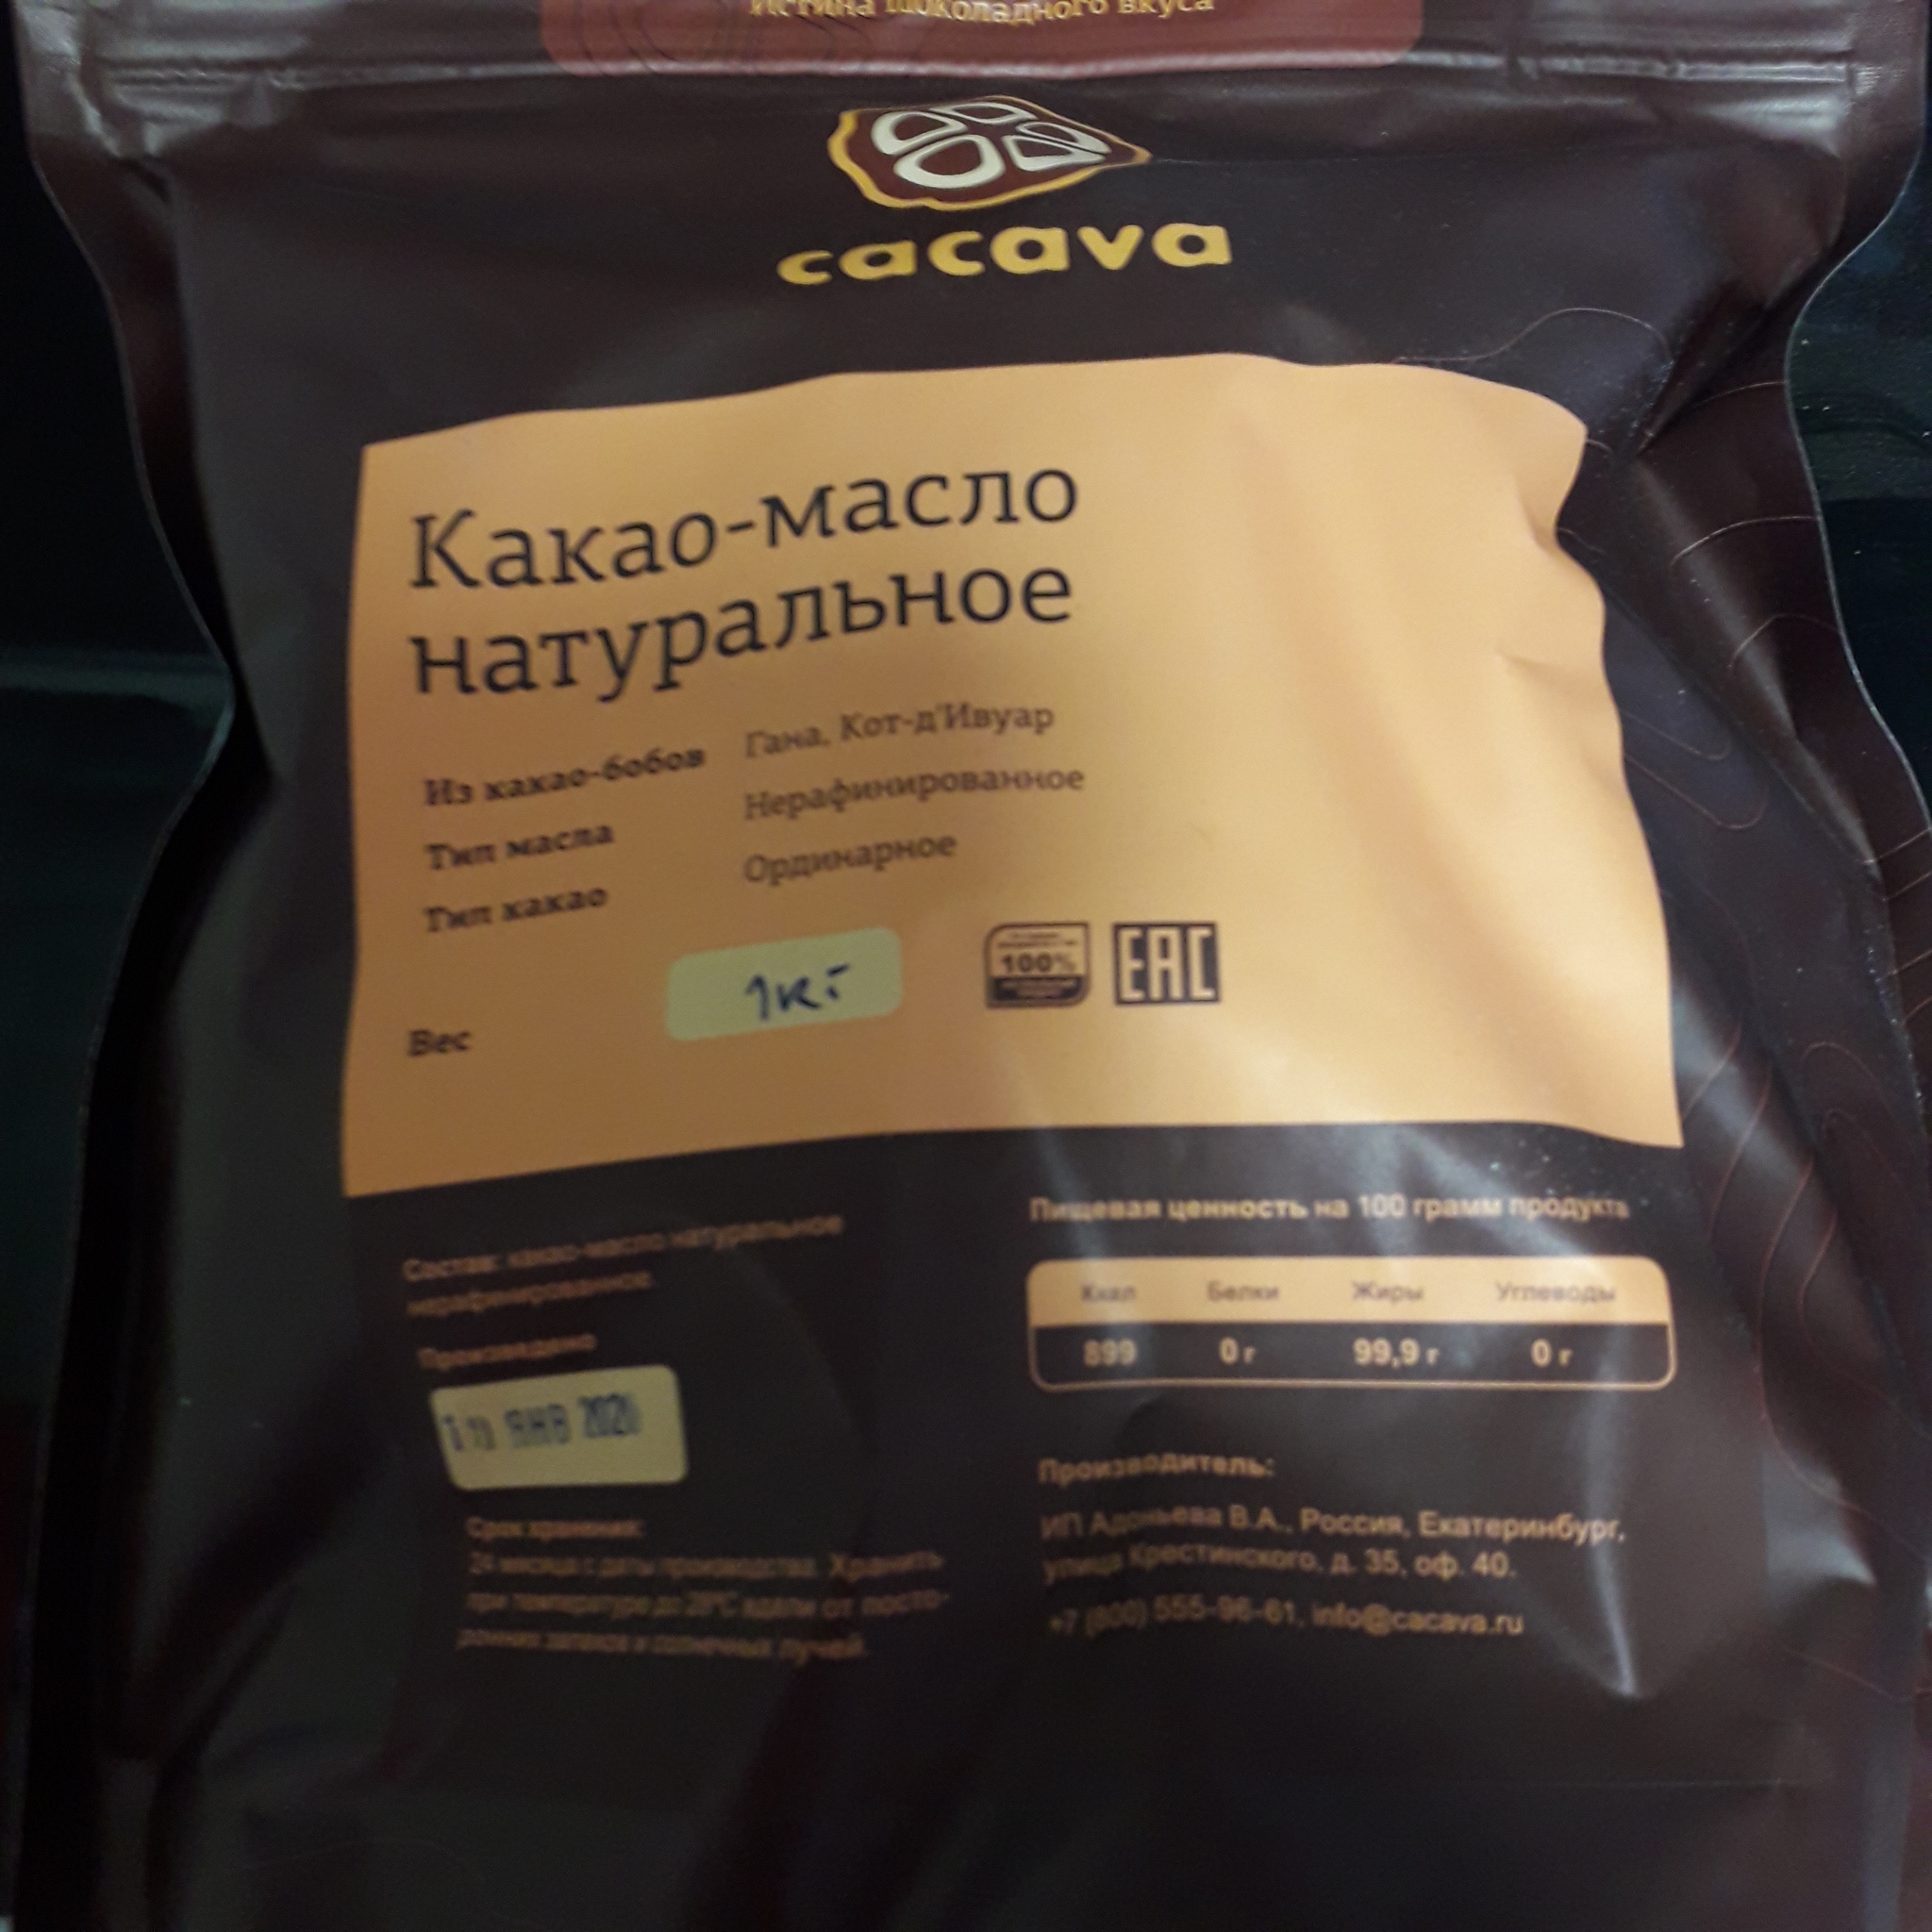 Истина шоколадного вкуса
cacava
Какао-масло
натуральное
Из какао-бобов Гана, Кот-д'Ивуар
Тип масла Нерафинированное
Тип какао Ординарное
Вес 1кг
100%
EAC
Состав: какао-масло натуральное
нерафинированное
Произведено
ЯНВ
Срок хранения:
24 месяца с даты производства. Хранить
при температуре до вдали от посто-
ронних запахов и солнечных лучей.
Пищевая ценность на 100 грамм продукта
Ккал Белки Жиры Углеводы
899 0 г 99,9 г 0 г
Производитель:
ИП Адоньева В.А., Россия, Екатеринбург,
улица Крестинского, д. 35, оф. 40.
+7 (800) 555-96-61, info@cacava.ru